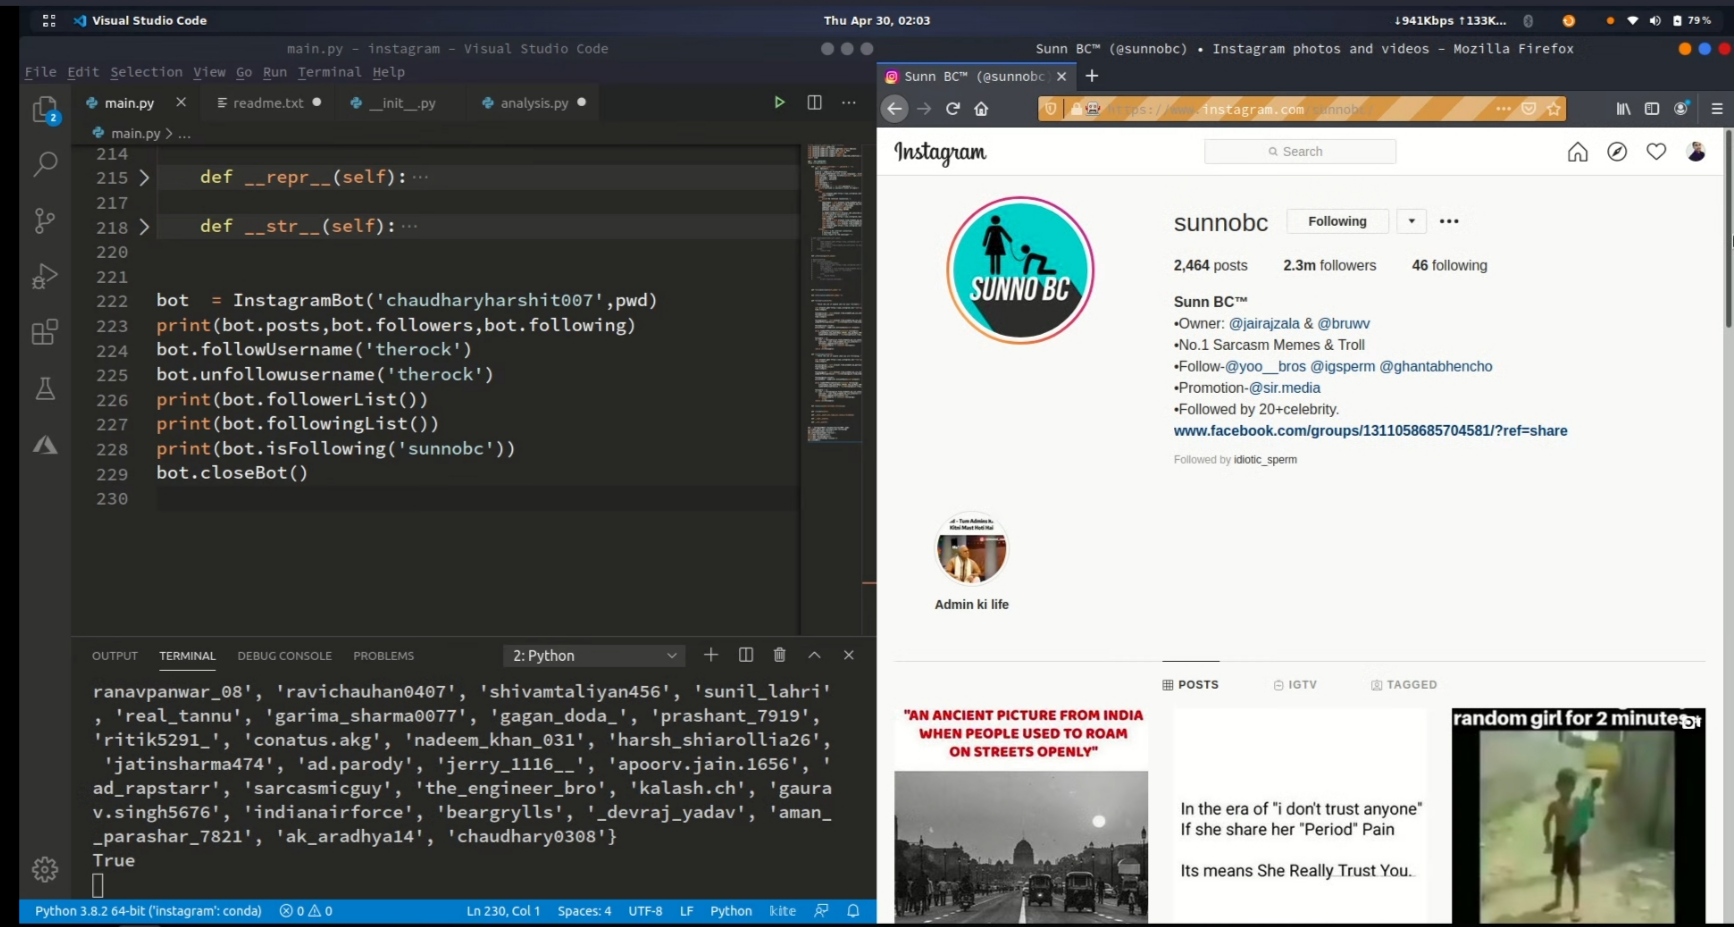 Visual Studio Code
Thu Apr 30, 02:03
↓941Kbps ↑133K...
79%
main.py - instagram - Visual Studio Code
File Edit Selection View Go Run Terminal Help
main.py
readme.txt
__init__.py
analysis.py
main.py > ...
2
214
215 def __repr__(self):···
217
218 def __str__(self):···
220
221
222 bot  = InstagramBot('chaudharyharshit007',pwd)
223 print(bot.posts,bot.followers,bot.following)
224 bot.followUsername('therock')
225 bot.unfollowusername('therock')
226 print(bot.followerList())
227 print(bot.followingList())
228 print(bot.isFollowing('sunnobc'))
229 bot.closeBot()
230
OUTPUT TERMINAL DEBUG CONSOLE PROBLEMS
2: Python
ranavpanwar_08', 'ravichauhan0407', 'shivamtaliyan456', 'sunil_lahri'
, 'real_tannu', 'garima_sharma0077', 'gagan_doda_', 'prashant_7919',
'ritik5291_', 'conatus.akg', 'nadeem_khan_031', 'harsh_shiarollia26',
'jatinsharma474', 'ad.parody', 'jerry_1116__', 'apoorv.jain.1656', '
ad_rapstarr', 'sarcasmicguy', 'the_engineer_bro', 'kalash.ch', 'gaura
v.singh5676', 'indianairforce', 'beargrylls', '_devraj_yadav', 'aman_
_parashar_7821', 'ak_aradhya14', 'chaudhary0308'}
True
Python 3.8.2 64-bit ('instagram': conda) 0 0 Ln 230, Col 1 Spaces: 4 UTF-8 LF Python kite
Sunn BC™ (@sunnobc) • Instagram photos and videos - Mozilla Firefox
Sunn BC™ (@sunnobc
https://www.instagram.com/sunnobc
Instagram
Search
SUNNO BC
sunnobc Following
2,464 posts 2.3m followers 46 following
Sunn BC™
•Owner: @jairajzala & @bruwv
•No.1 Sarcasm Memes & Troll
•Follow-@yoo__bros @igsperm @ghantabhencho
•Promotion-@sir.media
•Followed by 20+celebrity.
www.facebook.com/groups/1311058685704581/?ref=share
Followed by idiotic_sperm
Admin ki life
POSTS IGTV TAGGED
"AN ANCIENT PICTURE FROM INDIA
WHEN PEOPLE USED TO ROAM
ON STREETS OPENLY"
In the era of "i don't trust anyone"
If she share her "Period" Pain
Its means She Really Trust You.
random girl for 2 minutes